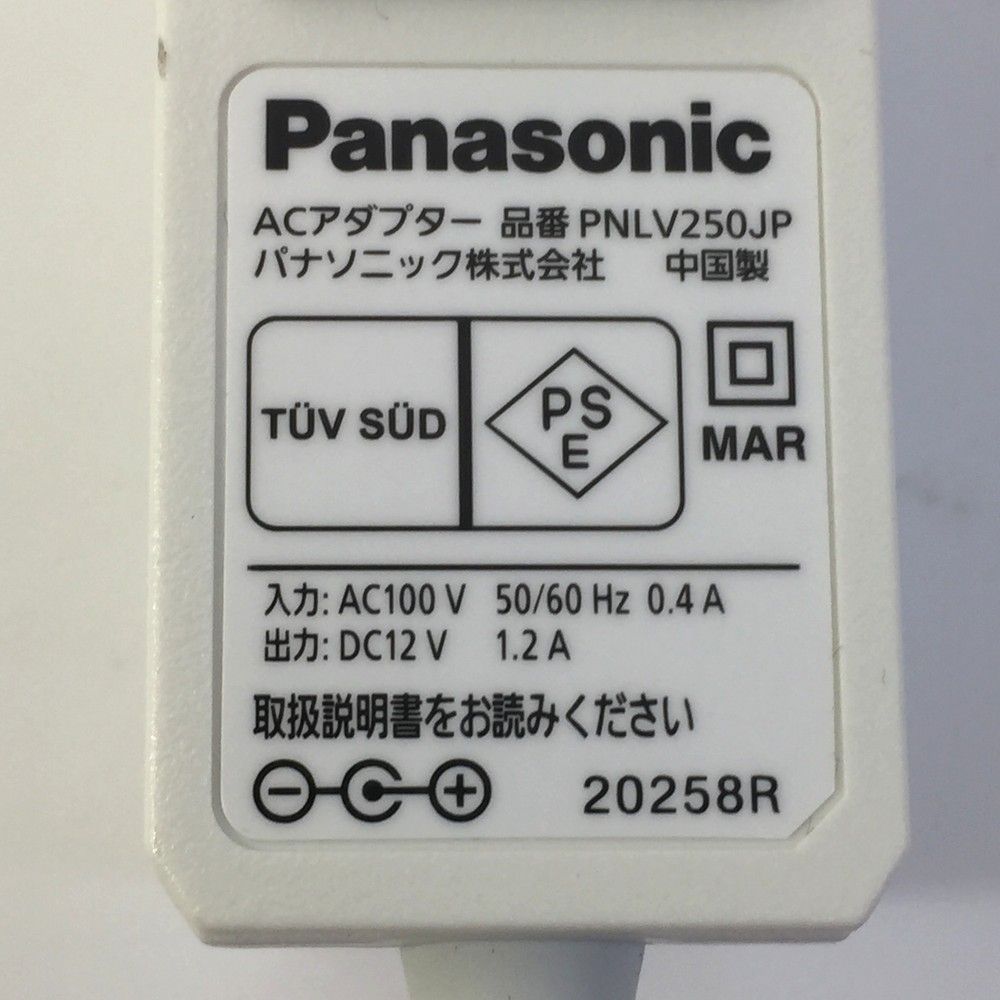 Panasonic
ACアダプター 品番 PNLV250JP
パナソニック株式会社 中国製
TÜV SÜD
PSE
MAR
入力: AC100 V 50/60 Hz 0.4 A
出力: DC12 V 1.2 A
取扱説明書をお読みください
20258R